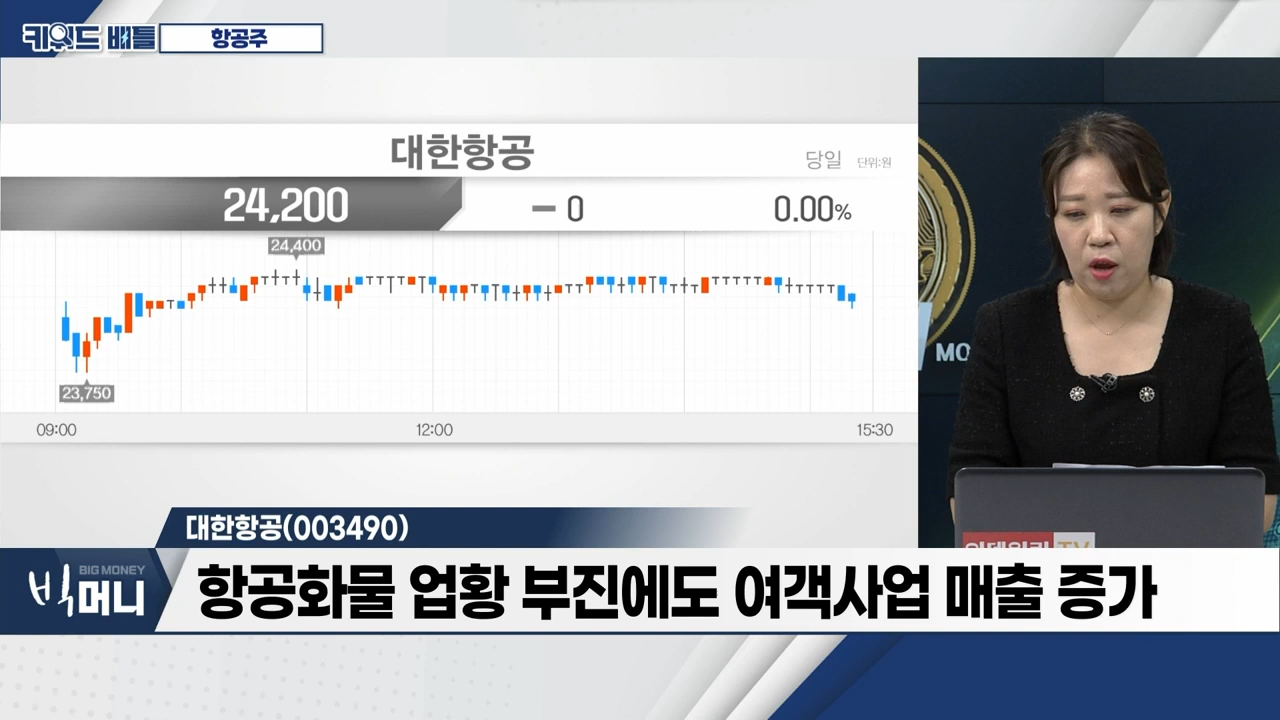 키워드 배틀
항공주
대한항공
당일 단위:원
24,200
0
0.00%
24,400
23,750
09:00
12:00
15:30
MO
대한항공(003490)
BIG MONEY
빅머니
항공화물 업황 부진에도 여객사업 매출 증가